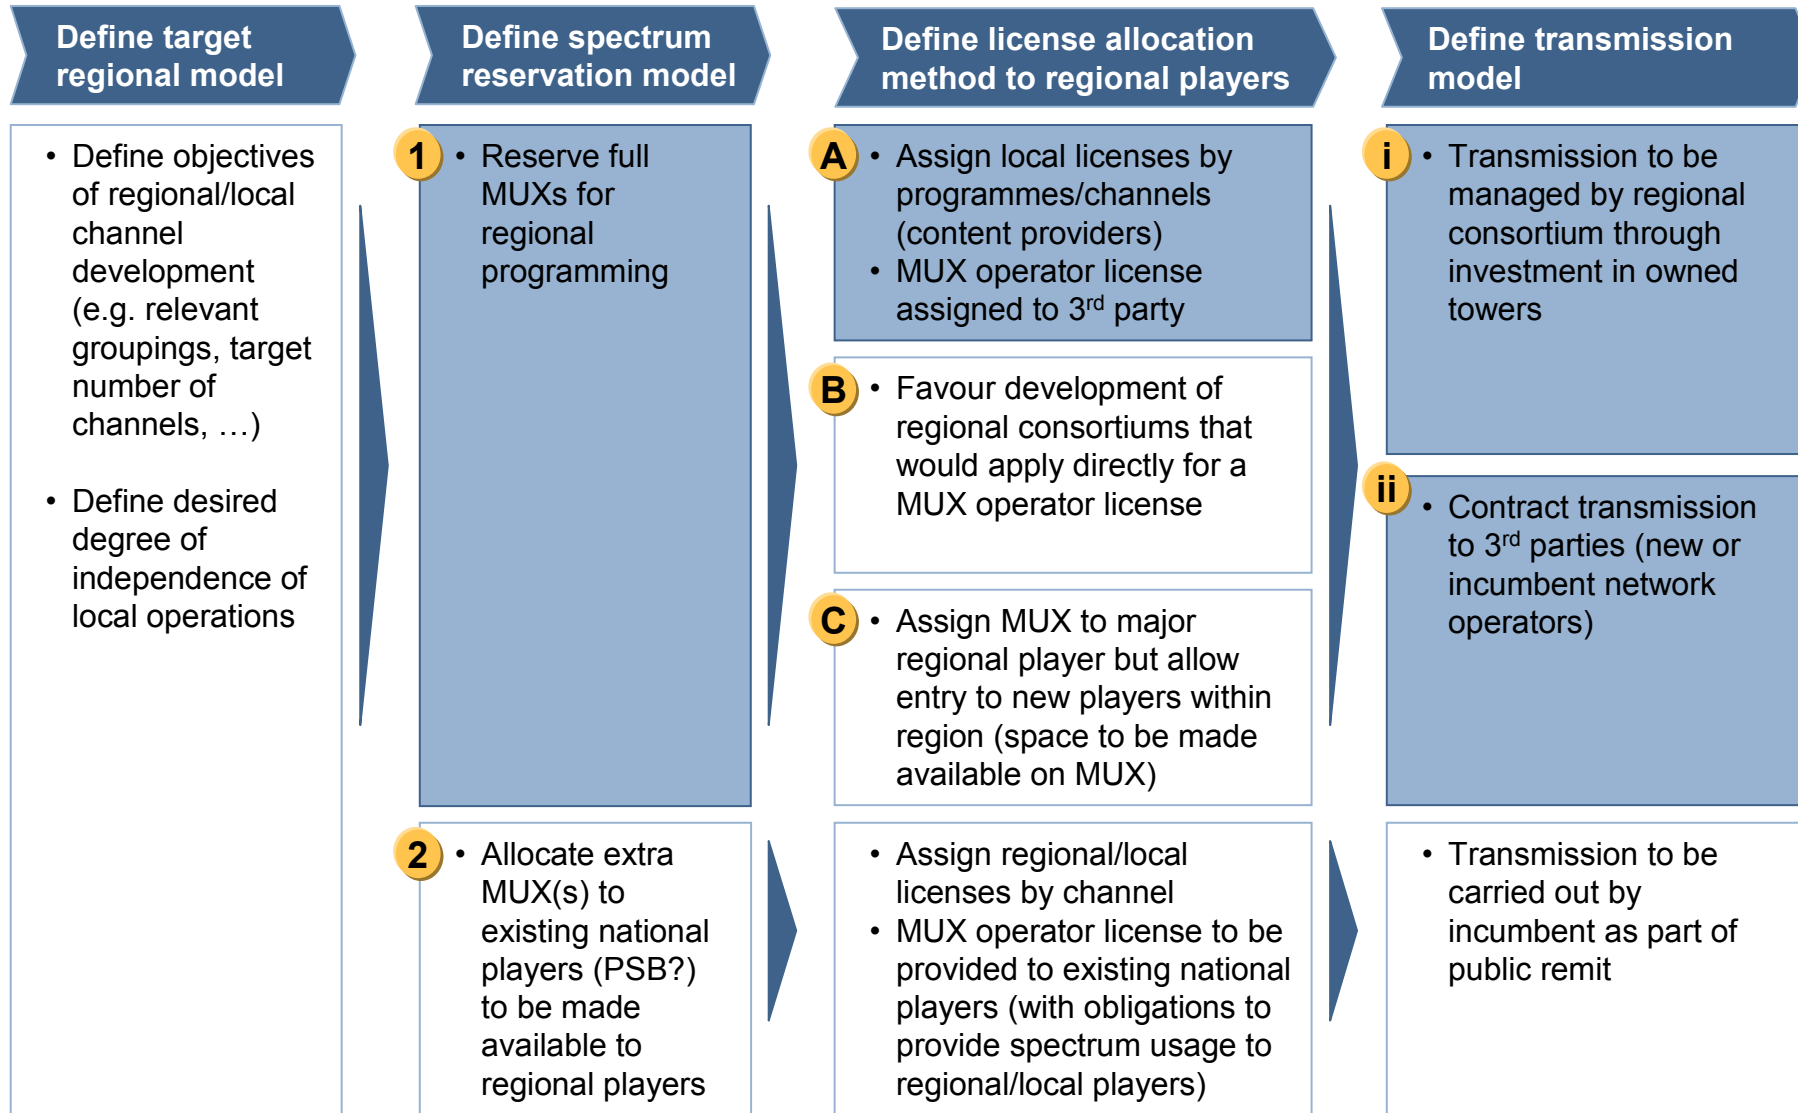 Define target
regional model
Define spectrum
reservation model
Define license allocation
method to regional players
Define transmission
model
• Define objectives
of regional/local
channel
development
(e.g. relevant
groupings, target
number of
channels, …)
• Define desired
degree of
independence of
local operations
1
• Reserve full
MUXs for
regional
programming
A
• Assign local licenses by
programmes/channels
(content providers)
• MUX operator license
assigned to 3rd party
B
• Favour development of
regional consortiums that
would apply directly for a
MUX operator license
C
• Assign MUX to major
regional player but allow
entry to new players within
region (space to be made
available on MUX)
i
• Transmission to be
managed by regional
consortium through
investment in owned
towers
ii
• Contract transmission
to 3rd parties (new or
incumbent network
operators)
2
• Allocate extra
MUX(s) to
existing national
players (PSB?)
to be made
available to
regional players
• Assign regional/local
licenses by channel
• MUX operator license to be
provided to existing national
players (with obligations to
provide spectrum usage to
regional/local players)
• Transmission to be
carried out by
incumbent as part of
public remit